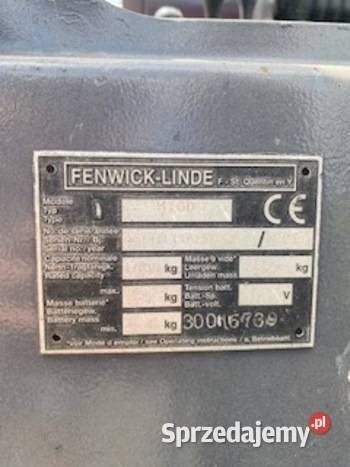 FENWICK-LINDE F - St. Quentin en Y.
Modèle
Typ
Type
No. de série/année
Serien-Nr./ Bj. /
Serial no./year
CE
Capacité nominale
Nenn-Tragfähigk. kg
Rated capacity
Masse à vide*
Leergew. kg
Unladen mass
max. kg
Masse batterie*
Batteriegew.
Battery mass
min. kg
Tension batt.
Batt.-Sp. V
Batt.-volt.
*voir Mode d'emploi / see Operating instructions / s. Betriebsanl.
Sprzedajemy.pl